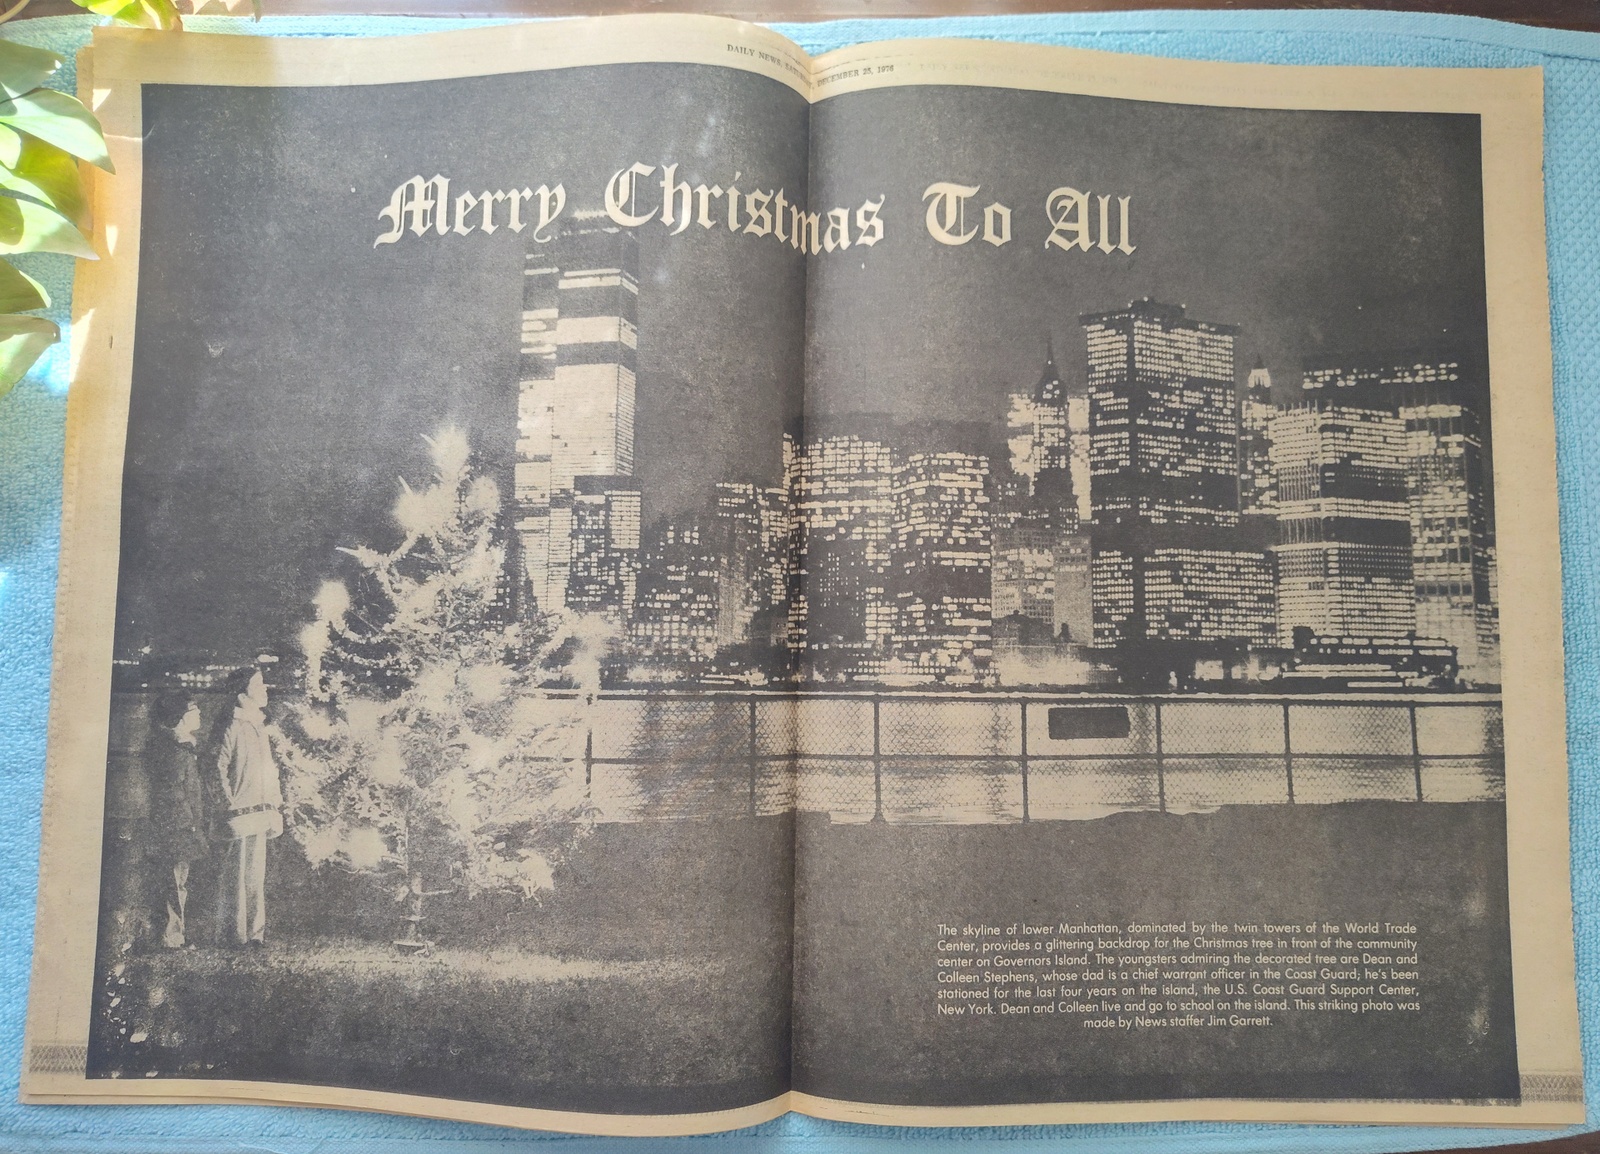 DAILY NEWS, SATURDAY, DECEMBER 25, 1976
Merry Christmas To All
The skyline of lower Manhattan, dominated by the twin towers of the World Trade
Center, provides a glittering backdrop for the Christmas tree in front of the community
center on Governors Island. The youngsters admiring the decorated tree are Dean and
Colleen Stephens, whose dad is a chief warrant officer in the Coast Guard; he's been
stationed for the last four years on the island, the U.S. Coast Guard Support Center,
New York. Dean and Colleen live and go to school on the island. This striking photo was
made by News staffer Jim Garrett.